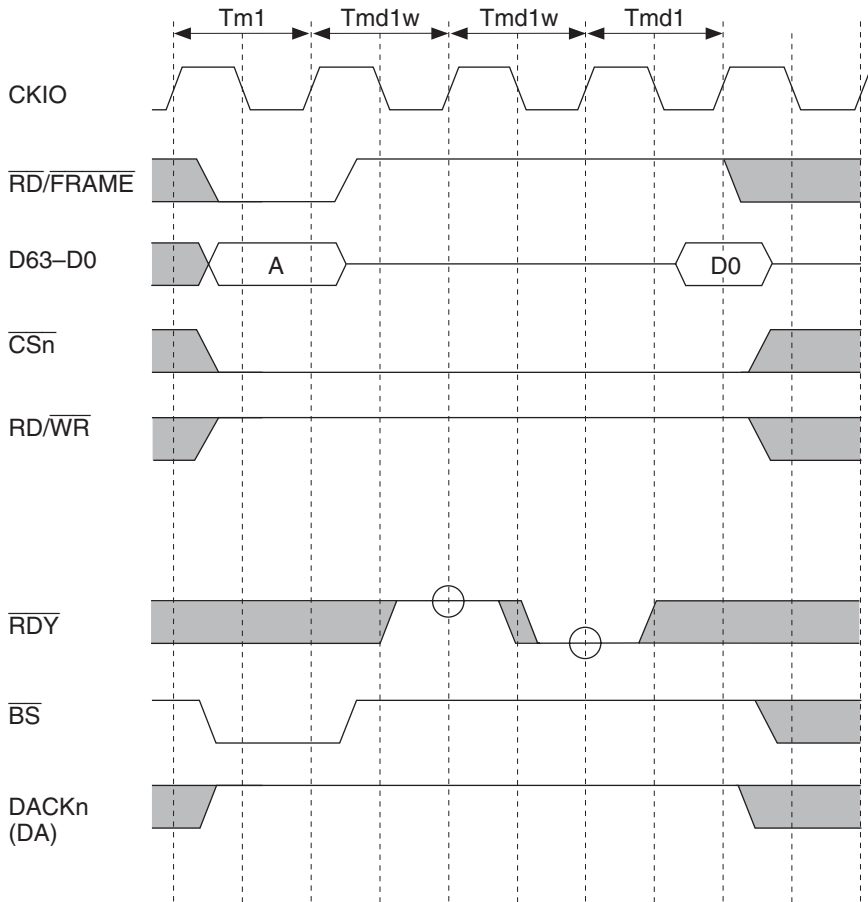 Tm1 Tmd1w Tmd1w Tmd1
CKIO
RD/FRAME
D63–D0
A
D0
CSn
RD/WR
RDY
BS
DACKn
(DA)